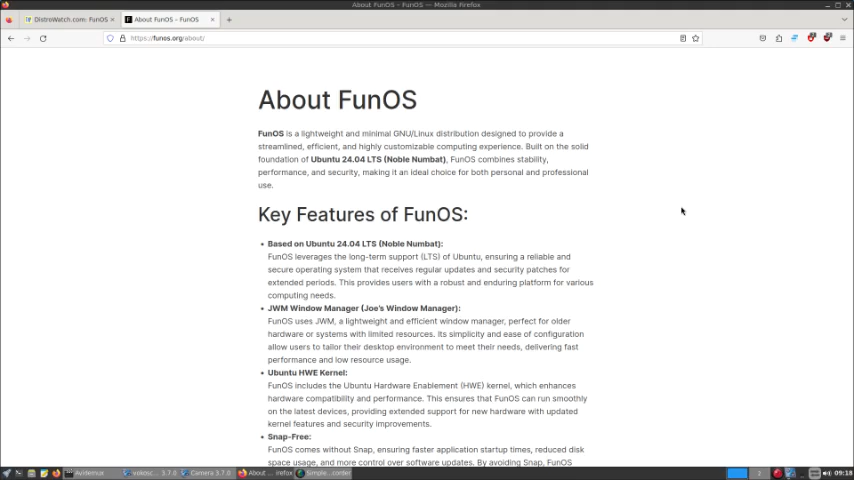 About FunOS - FunOS — Mozilla Firefox
DistroWatch.com: FunOS
About FunOS - FunOS
https://funos.org/about/
About FunOS
FunOS is a lightweight and minimal GNU/Linux distribution designed to provide a
streamlined, efficient, and highly customizable computing experience. Built on the solid
foundation of Ubuntu 24.04 LTS (Noble Numbat), FunOS combines stability,
performance, and security, making it an ideal choice for both personal and professional
use.
Key Features of FunOS:
• Based on Ubuntu 24.04 LTS (Noble Numbat):
FunOS leverages the long-term support (LTS) of Ubuntu, ensuring a reliable and
secure operating system that receives regular updates and security patches for
extended periods. This provides users with a robust and enduring platform for various
computing needs.
• JWM Window Manager (Joe's Window Manager):
FunOS uses JWM, a lightweight and efficient window manager, perfect for older
hardware or systems with limited resources. Its simplicity and ease of configuration
allow users to tailor their desktop environment to meet their needs, delivering fast
performance and low resource usage.
• Ubuntu HWE Kernel:
FunOS includes the Ubuntu Hardware Enablement (HWE) kernel, which enhances
hardware compatibility and performance. This ensures that FunOS can run smoothly
on the latest devices, providing extended support for new hardware with updated
kernel features and security improvements.
• Snap-Free:
FunOS comes without Snap, ensuring faster application startup times, reduced disk
space usage, and more control over software updates. By avoiding Snap, FunOS
Avidemux
vokosc... 3.7.0
Camera 3.7.0
About ... irefox
Simple...corder
2
09:18